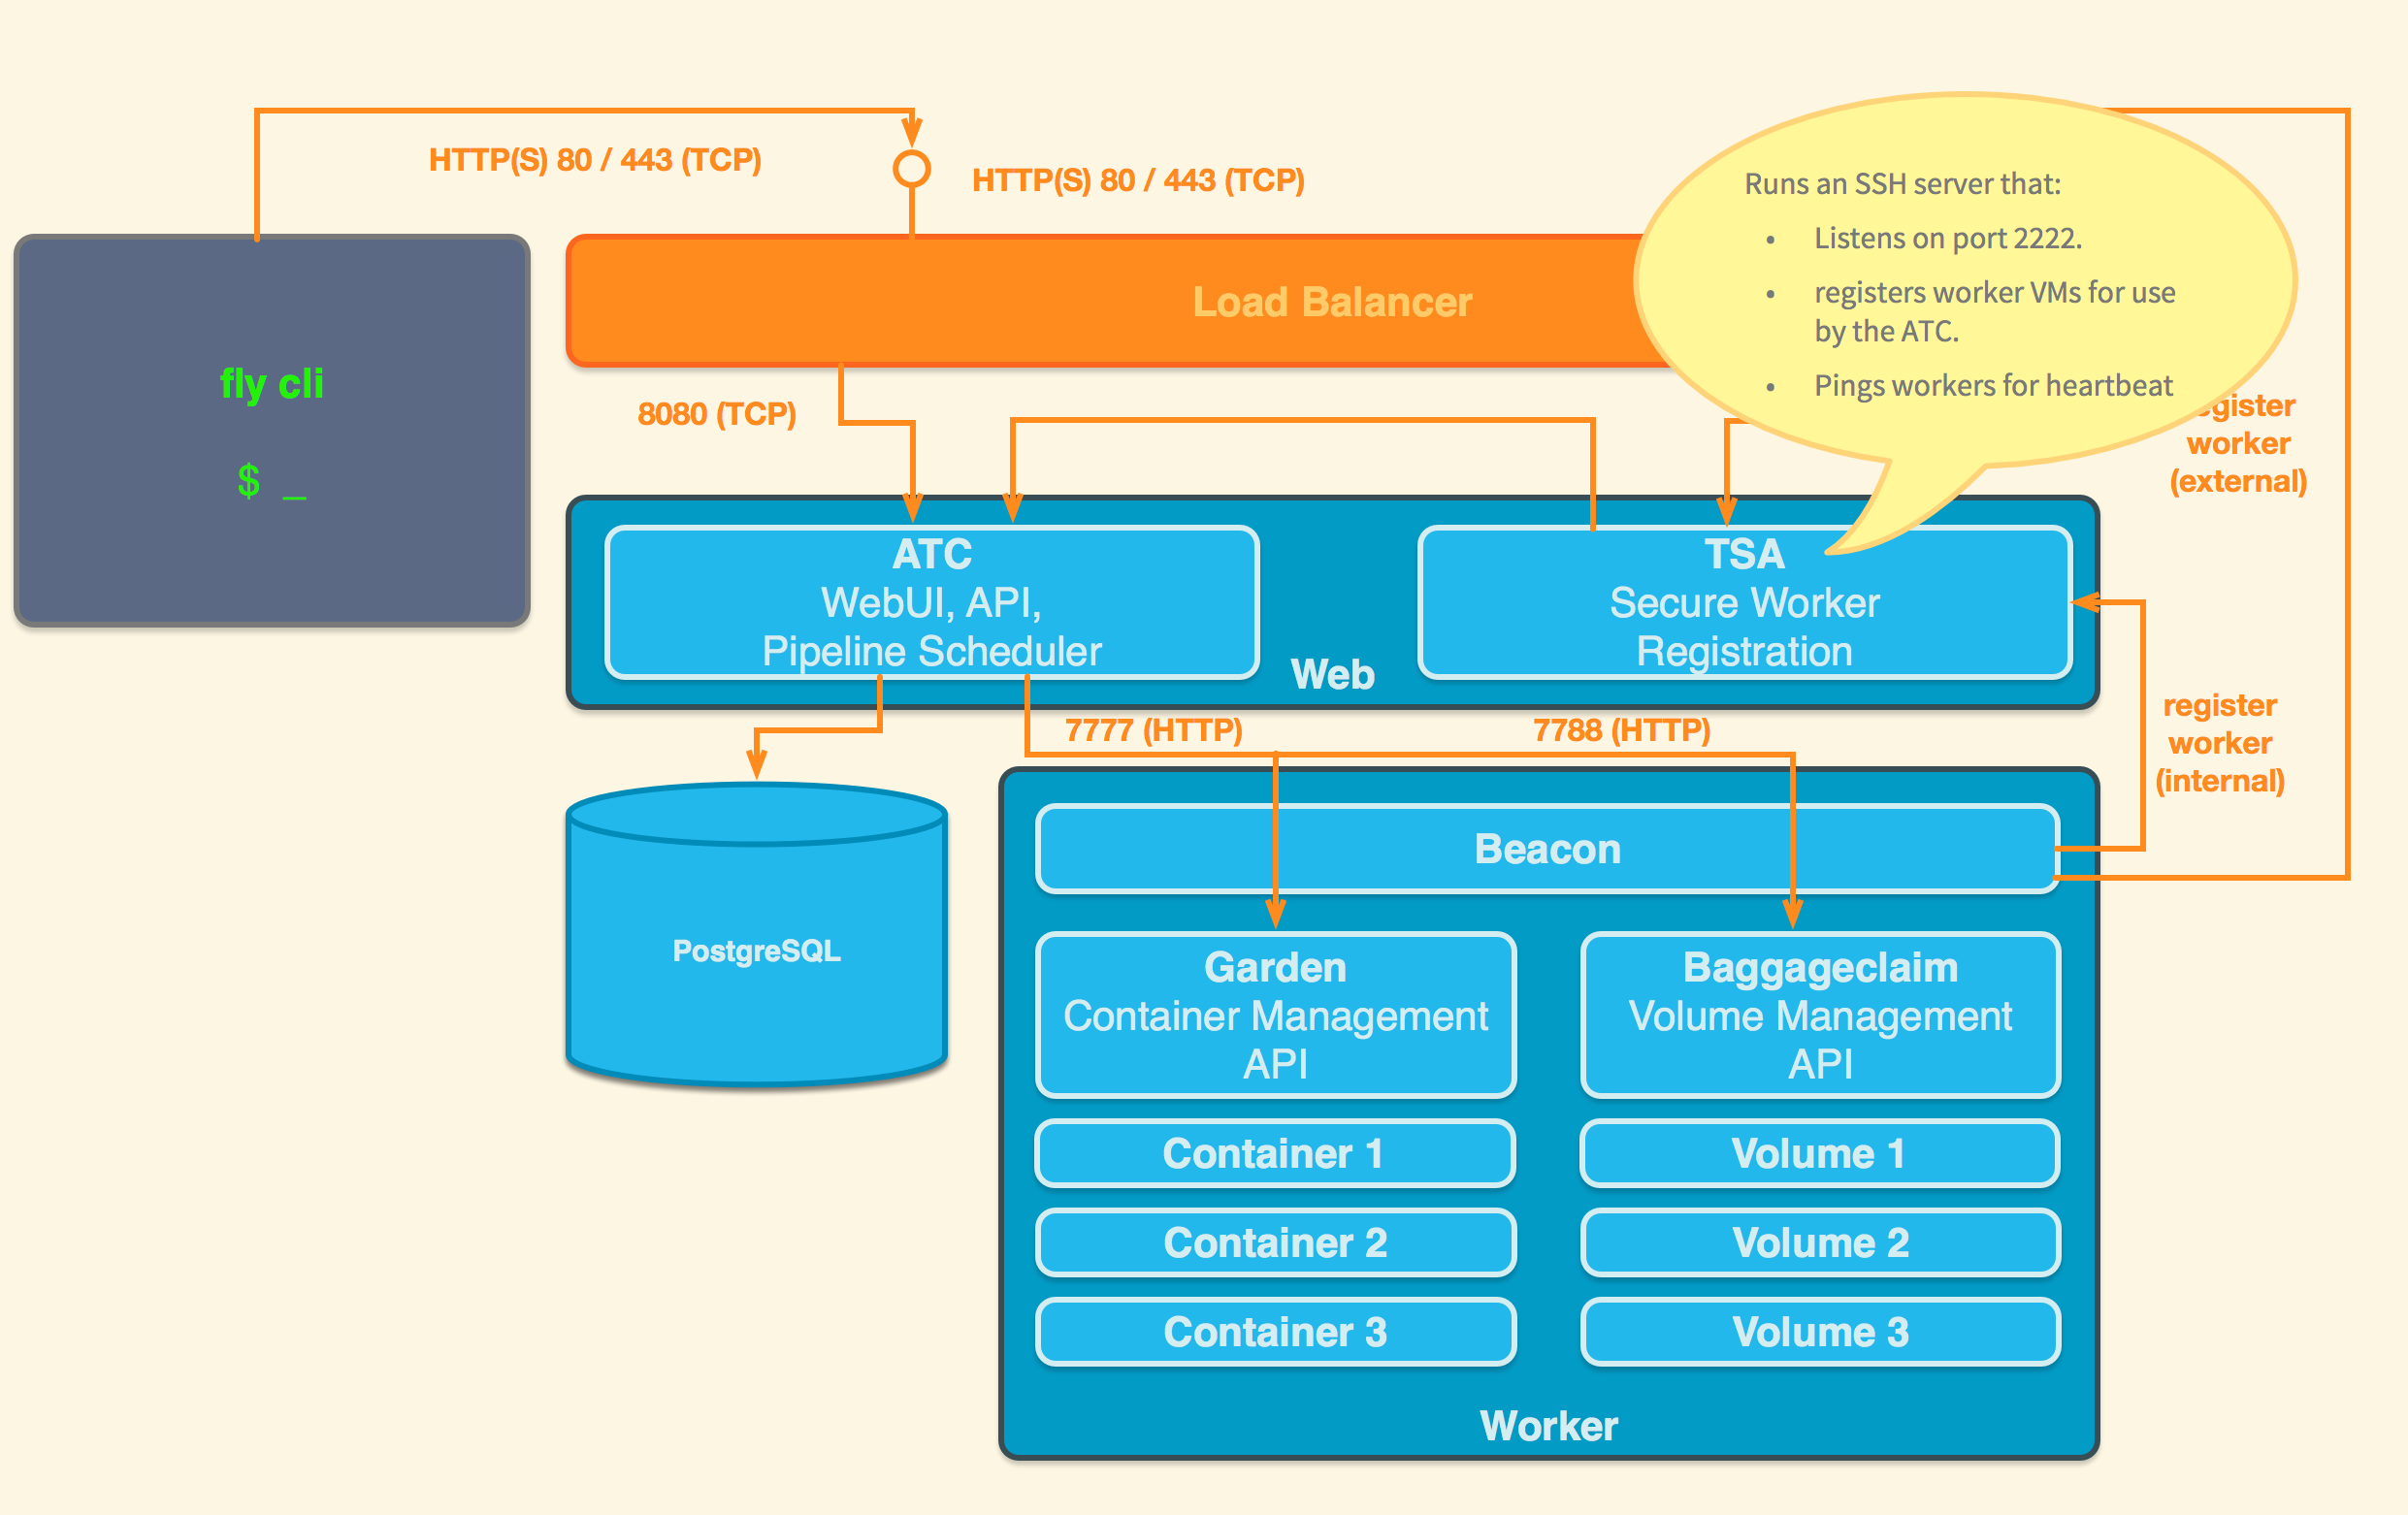 HTTP(S) 80 / 443 (TCP)
HTTP(S) 80 / 443 (TCP)
Runs an SSH server that:
• Listens on port 2222.
• registers worker VMs for use
by the ATC.
• Pings workers for heartbeat
Load Balancer
fly cli
$ _
8080 (TCP)
worker
(external)
ATC
WebUI, API,
Pipeline Scheduler
TSA
Secure Worker
Registration
Web
register
worker
(internal)
7777 (HTTP)
7788 (HTTP)
Beacon
PostgreSQL
Garden
Container Management
API
Baggageclaim
Volume Management
API
Container 1
Volume 1
Container 2
Volume 2
Container 3
Volume 3
Worker